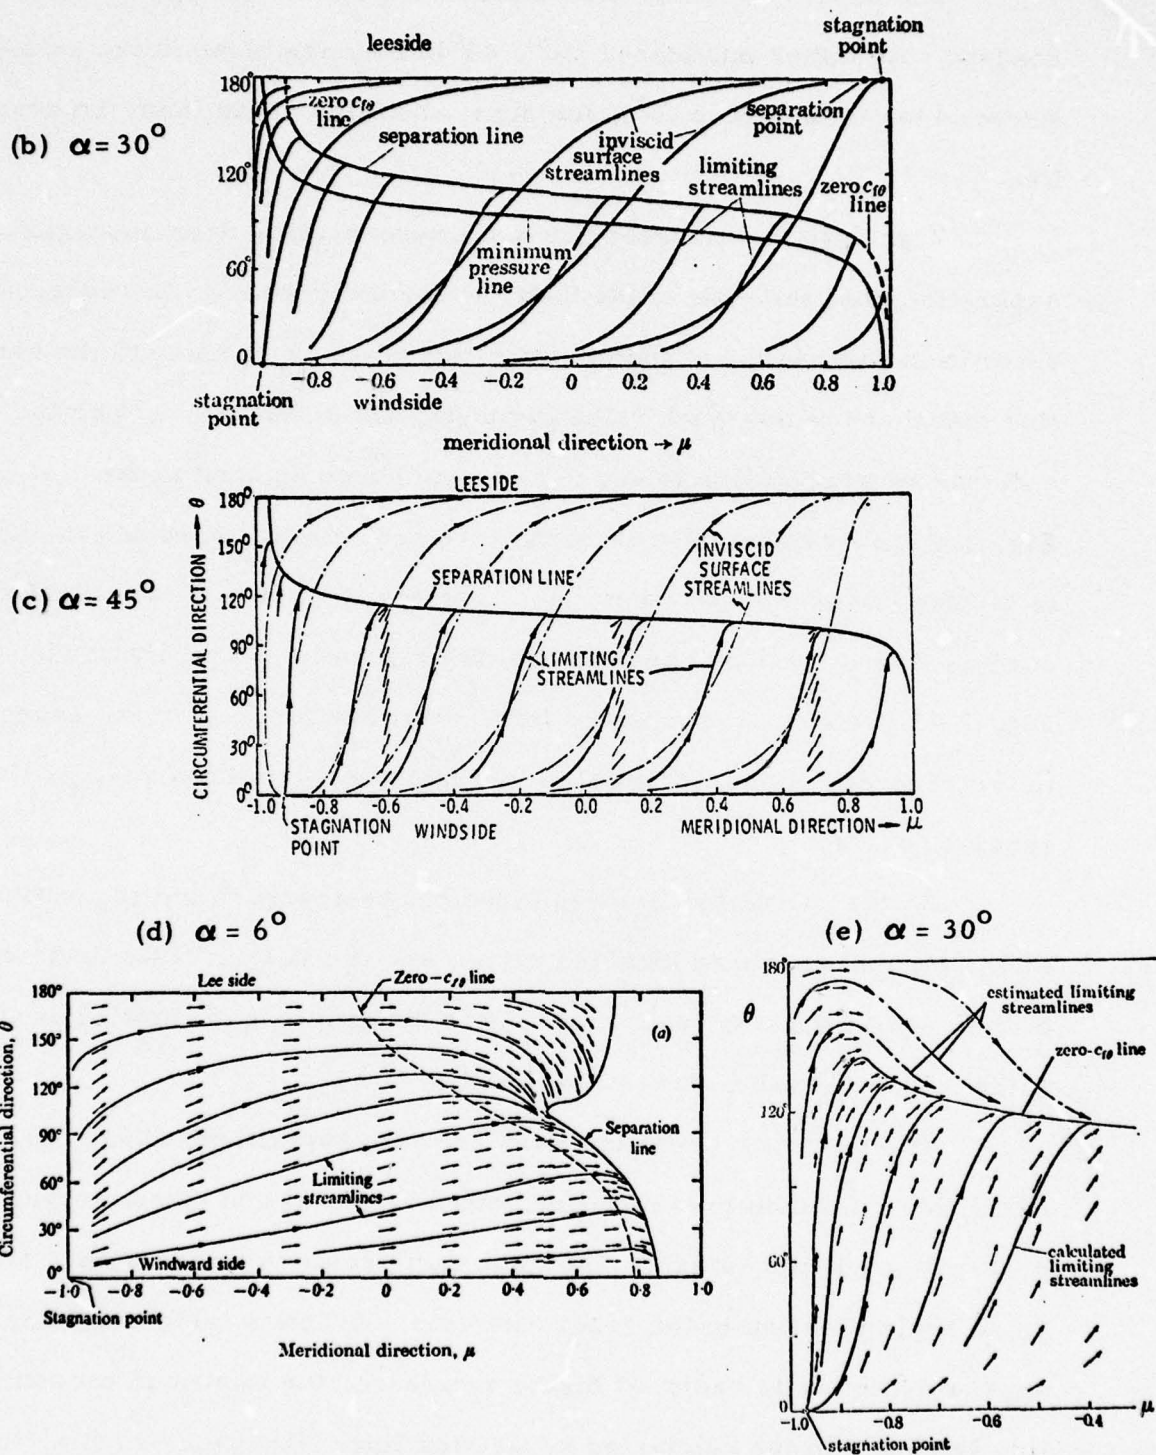 stagnation
point
leeside
180°
zero c_fθ
line
separation line
inviscid
surface
streamlines
separation
point
limiting
streamlines
zero c_fθ
line
(b) α = 30°
120°
60°
0
minimum
pressure
line
-0.8 -0.6 -0.4 -0.2 0 0.2 0.4 0.6 0.8 1.0
stagnation
point
windside
meridional direction → μ
LEESIDE
(c) α = 45°
CIRCUMFERENTIAL DIRECTION → θ
180°
150°
120°
90°
60°
30°
0°
SEPARATION LINE
INVISCID
SURFACE
STREAMLINES
LIMITING
STREAMLINES
-1.0 -0.8 -0.6 -0.4 -0.2 0.0 0.2 0.4 0.6 0.8 1.0
STAGNATION
POINT
WINDSIDE
MERIDIONAL DIRECTION → μ
(d) α = 6°
Lee side
Zero-c_fθ line
(a)
Circumferential direction, θ
180°
150°
120°
90°
60°
30°
0°
Separation
line
Limiting
streamlines
Windward side
-1·0 -0·8 -0·6 -0·4 -0·2 0 0·2 0·4 0·6 0·8 1·0
Stagnation point
Meridional direction, μ
(e) α = 30°
180°
θ
estimated limiting
streamlines
zero-c_fθ line
120°
60°
calculated
limiting
streamlines
0
-1.0 -0.8 -0.6 -0.4 μ
stagnation point